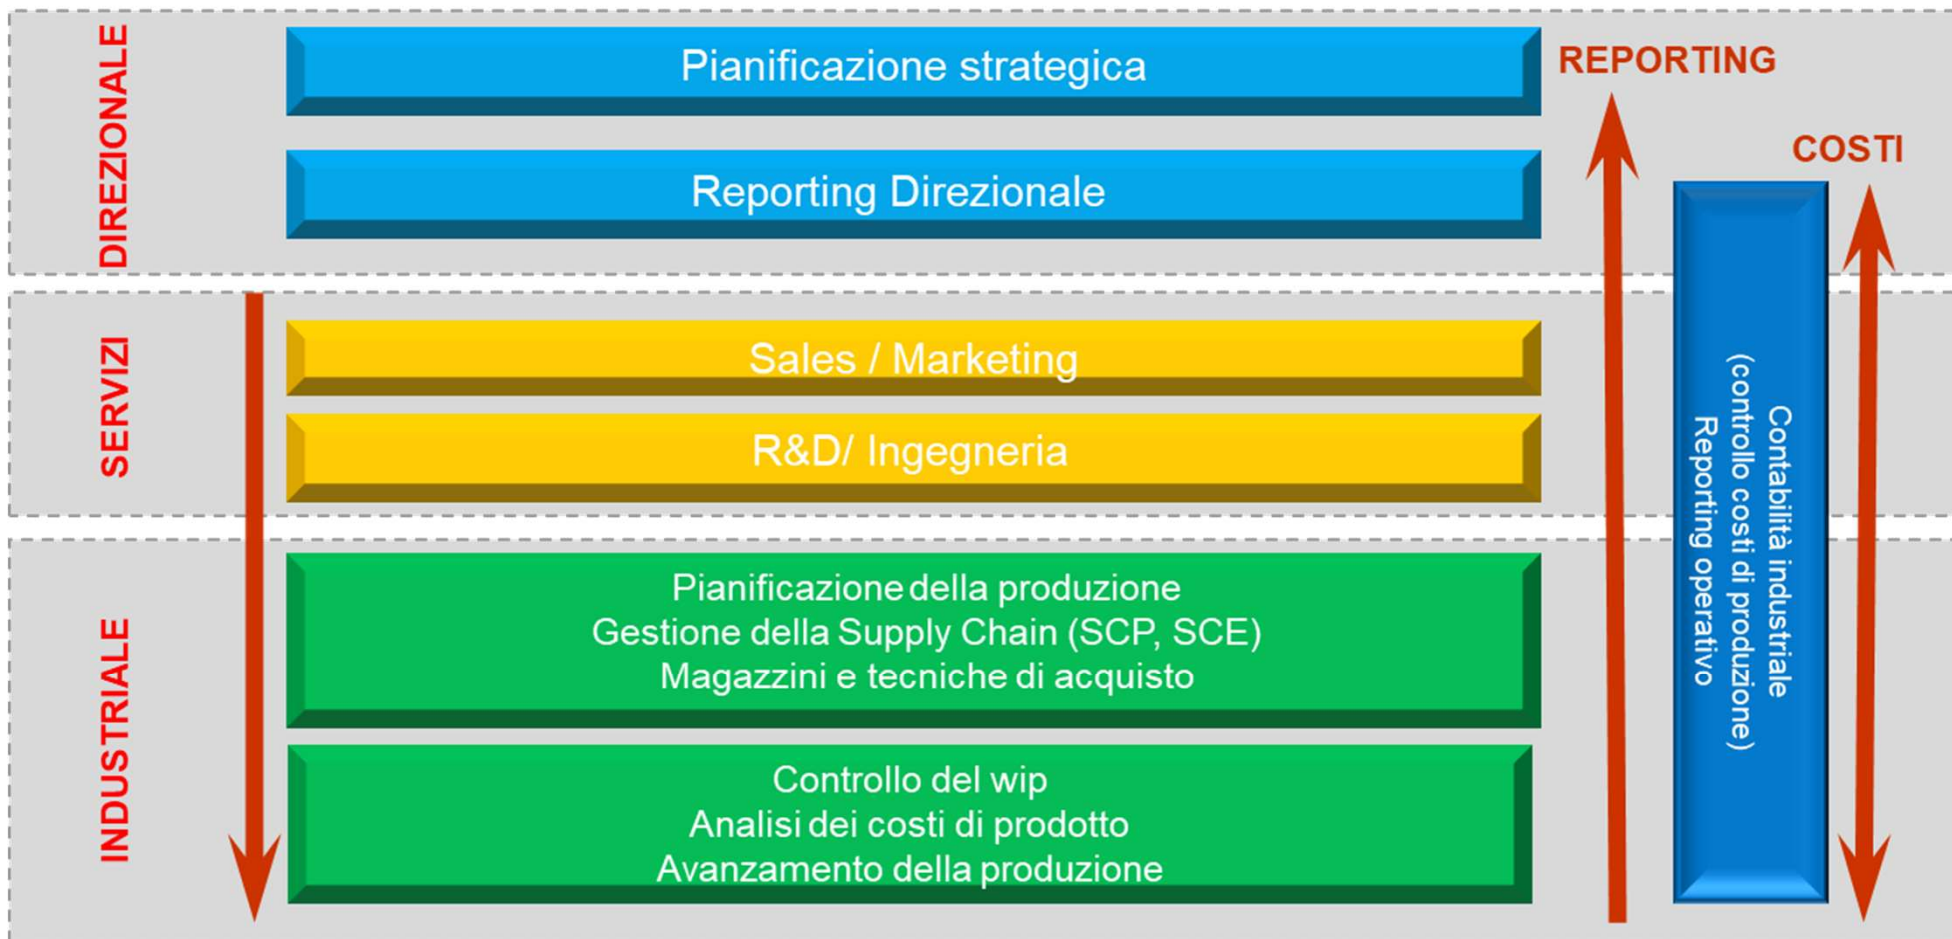 DIREZIONALE
Pianificazione strategica
Reporting Direzionale
REPORTING
COSTI
SERVIZI
Sales / Marketing
R&D/ Ingegneria
INDUSTRIALE
Pianificazione della produzione
Gestione della Supply Chain (SCP, SCE)
Magazzini e tecniche di acquisto
Controllo del wip
Analisi dei costi di prodotto
Avanzamento della produzione
Contabilità industriale
(controllo costi di produzione)
Reporting operativo